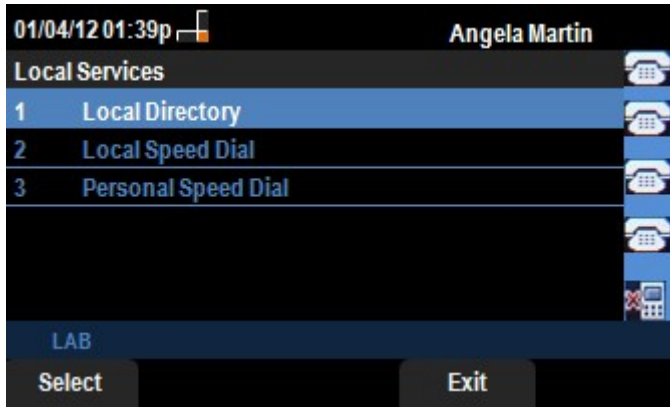 01/04/12 01:39p Angela Martin
Local Services
1 Local Directory
2 Local Speed Dial
3 Personal Speed Dial
LAB
Select Exit